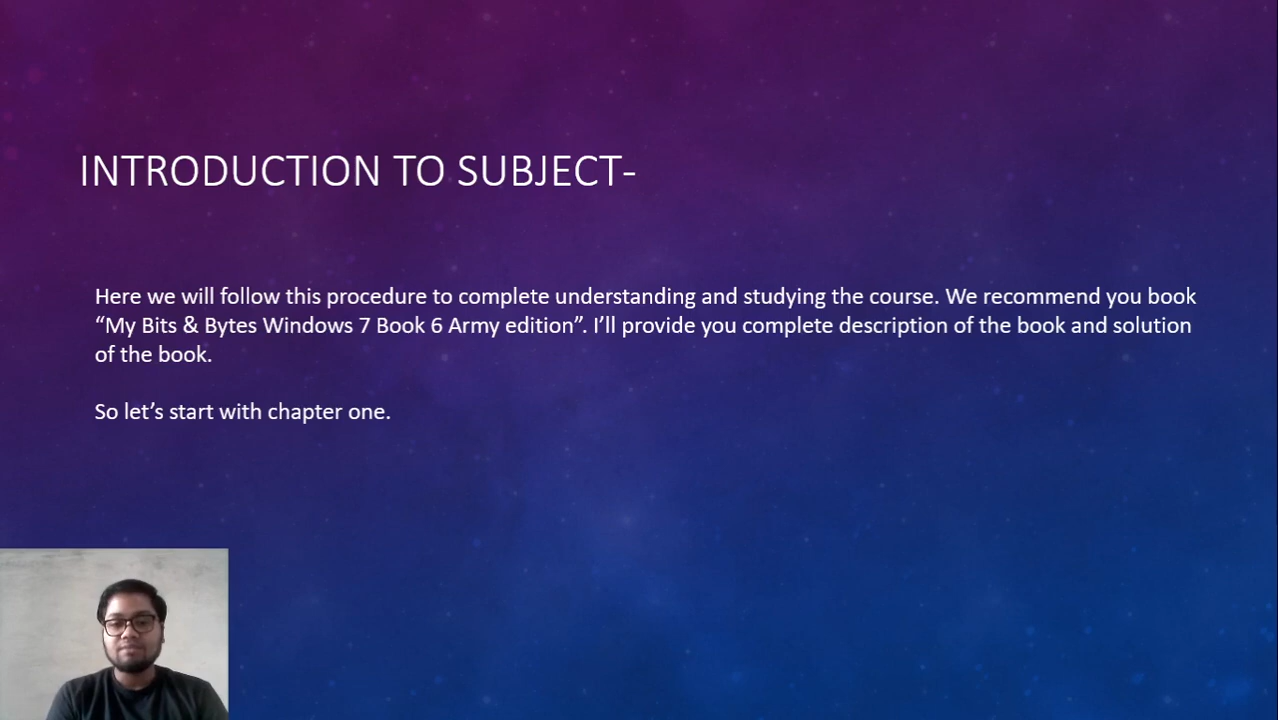 INTRODUCTION TO SUBJECT-
Here we will follow this procedure to complete understanding and studying the course. We recommend you book
“My Bits & Bytes Windows 7 Book 6 Army edition”. I’ll provide you complete description of the book and solution
of the book.
So let’s start with chapter one.